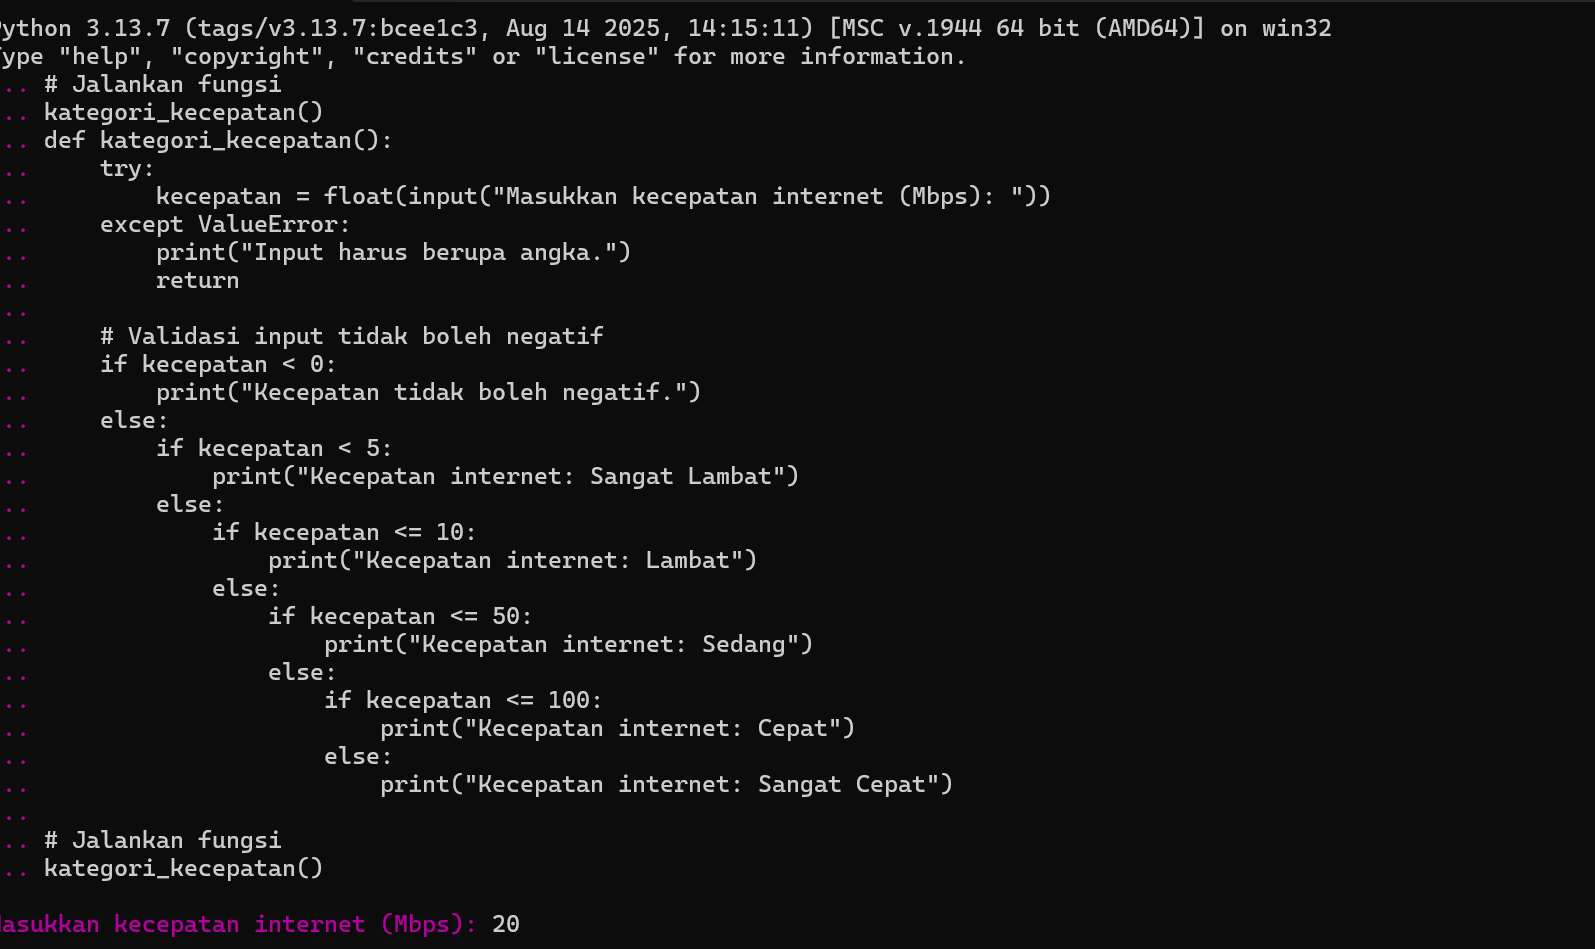 ython 3.13.7 (tags/v3.13.7:bcee1c3, Aug 14 2025, 14:15:11) [MSC v.1944 64 bit (AMD64)] on win32
ype "help", "copyright", "credits" or "license" for more information.
.. # Jalankan fungsi
.. kategori_kecepatan()
.. def kategori_kecepatan():
..     try:
..         kecepatan = float(input("Masukkan kecepatan internet (Mbps): "))
..     except ValueError:
..         print("Input harus berupa angka.")
..         return
..
..     # Validasi input tidak boleh negatif
..     if kecepatan < 0:
..         print("Kecepatan tidak boleh negatif.")
..     else:
..         if kecepatan < 5:
..             print("Kecepatan internet: Sangat Lambat")
..         else:
..             if kecepatan <= 10:
..                 print("Kecepatan internet: Lambat")
..             else:
..                 if kecepatan <= 50:
..                     print("Kecepatan internet: Sedang")
..                 else:
..                     if kecepatan <= 100:
..                         print("Kecepatan internet: Cepat")
..                     else:
..                         print("Kecepatan internet: Sangat Cepat")
..
.. # Jalankan fungsi
.. kategori_kecepatan()
asukkan kecepatan internet (Mbps): 20